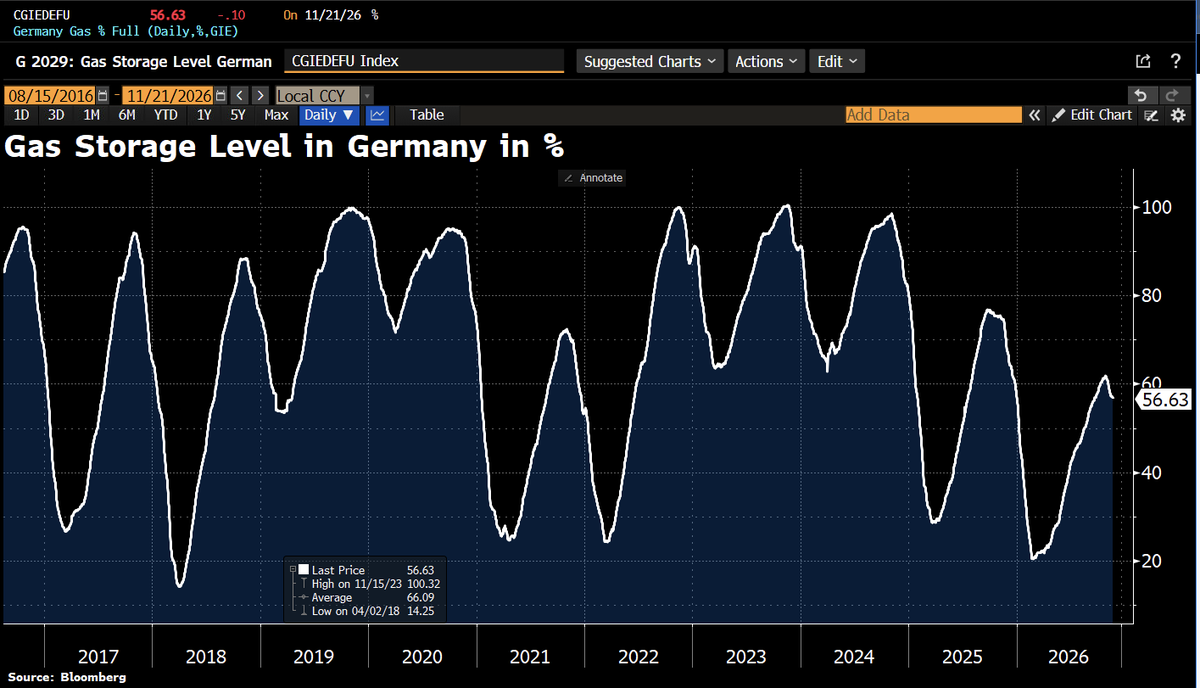 CGIEDEFU 56.63 -.10 On 11/21/26 %
Germany Gas % Full (Daily,%,GIE)
G 2029: Gas Storage Level German CGIEDEFU Index Suggested Charts Actions Edit ?
08/15/2016 - 11/21/2026 < > Local CCY
1D 3D 1M 6M YTD 1Y 5Y Max Daily ▼ Table Add Data « Edit Chart
Gas Storage Level in Germany in %
Annotate
100
80
60
56.63
40
20
Last Price 56.63
High on 11/15/23 100.32
Average 66.09
Low on 04/02/18 14.25
2017 2018 2019 2020 2021 2022 2023 2024 2025 2026
Source: Bloomberg